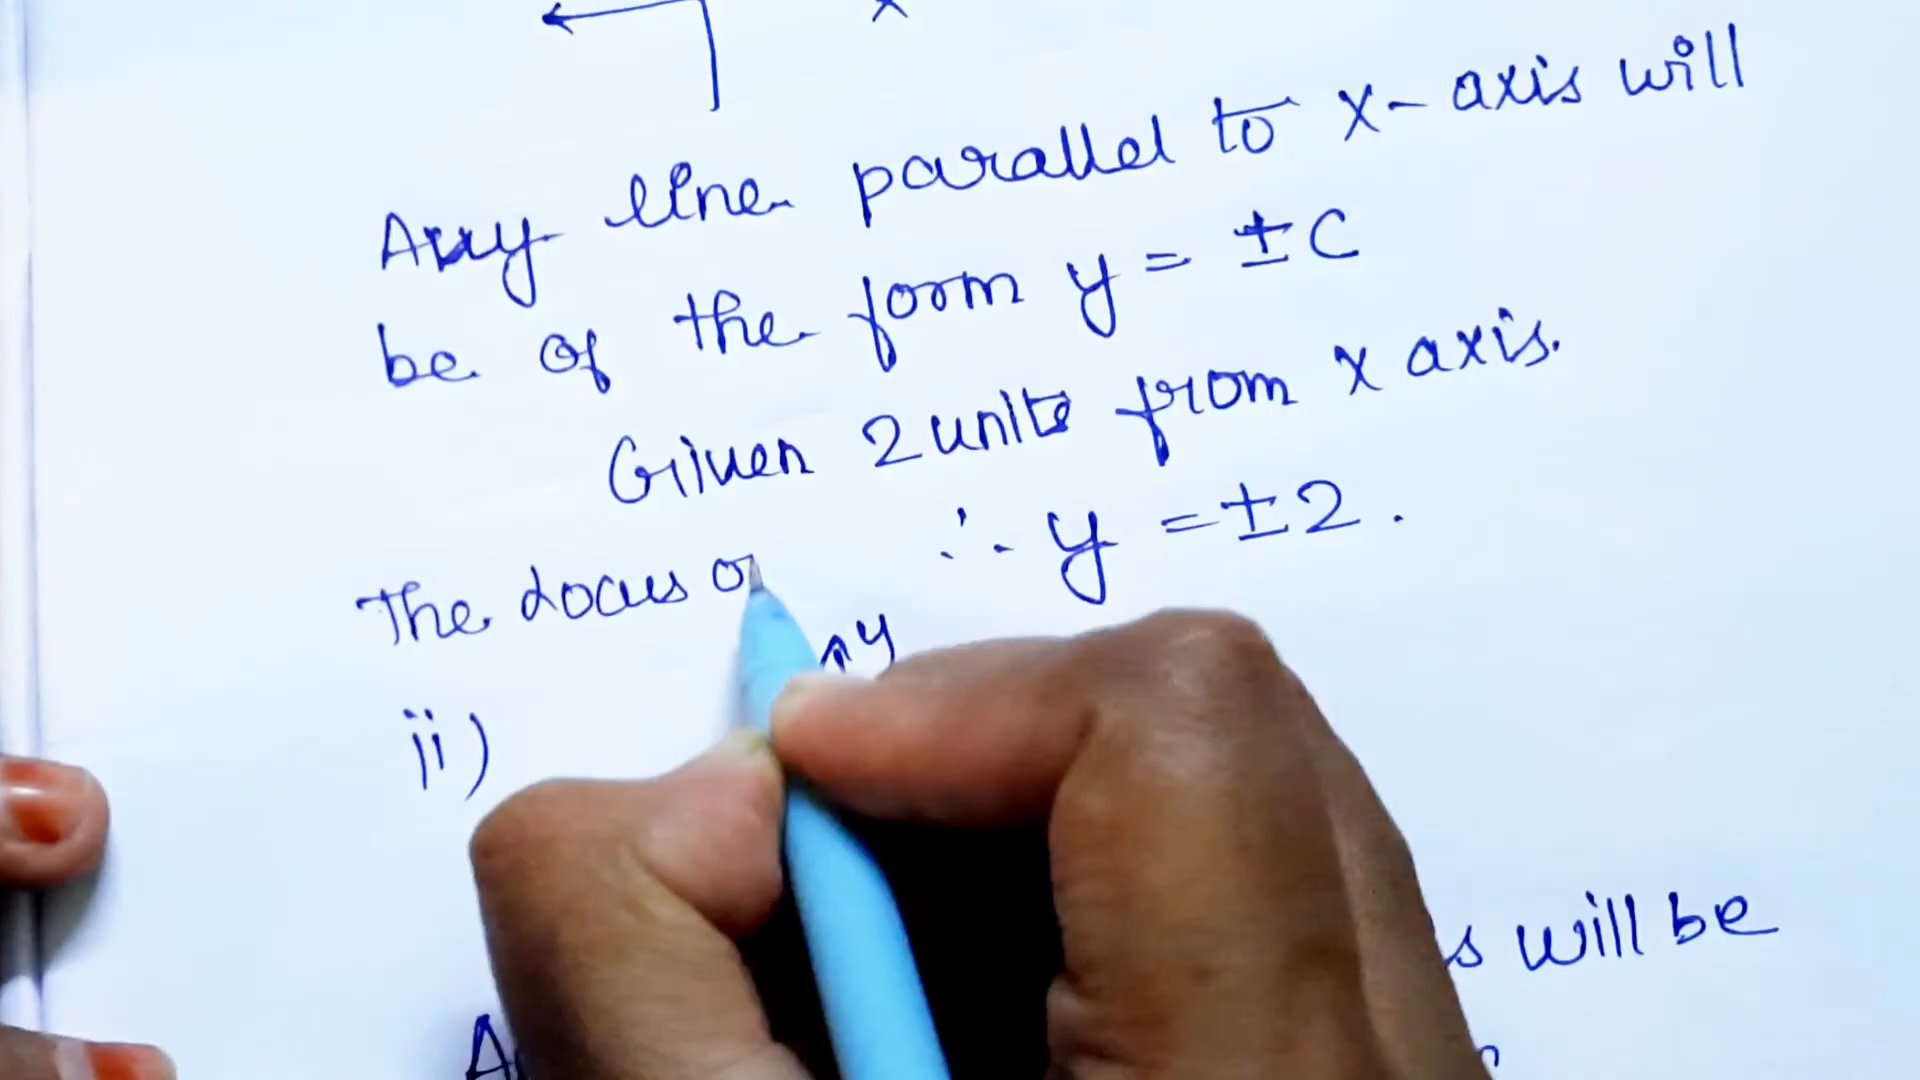 x
Any line parallel to x-axis will
be of the form y = ±c
Given 2 units from x axis.
∴ y = ±2.
The Locus o
y
ii)
s will be